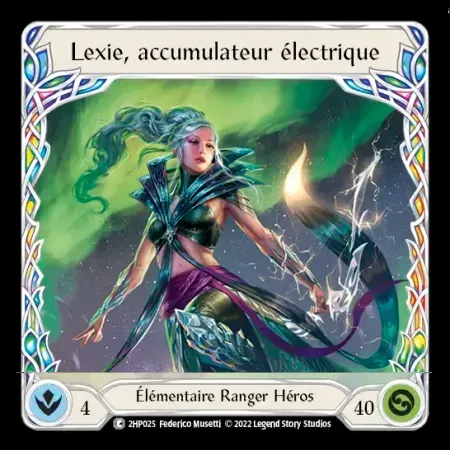 Lexie, accumulateur électrique
4
Élémentaire Ranger Héros
40
C 2HP025 Federico Musetti © 2022 Legend Story Studios